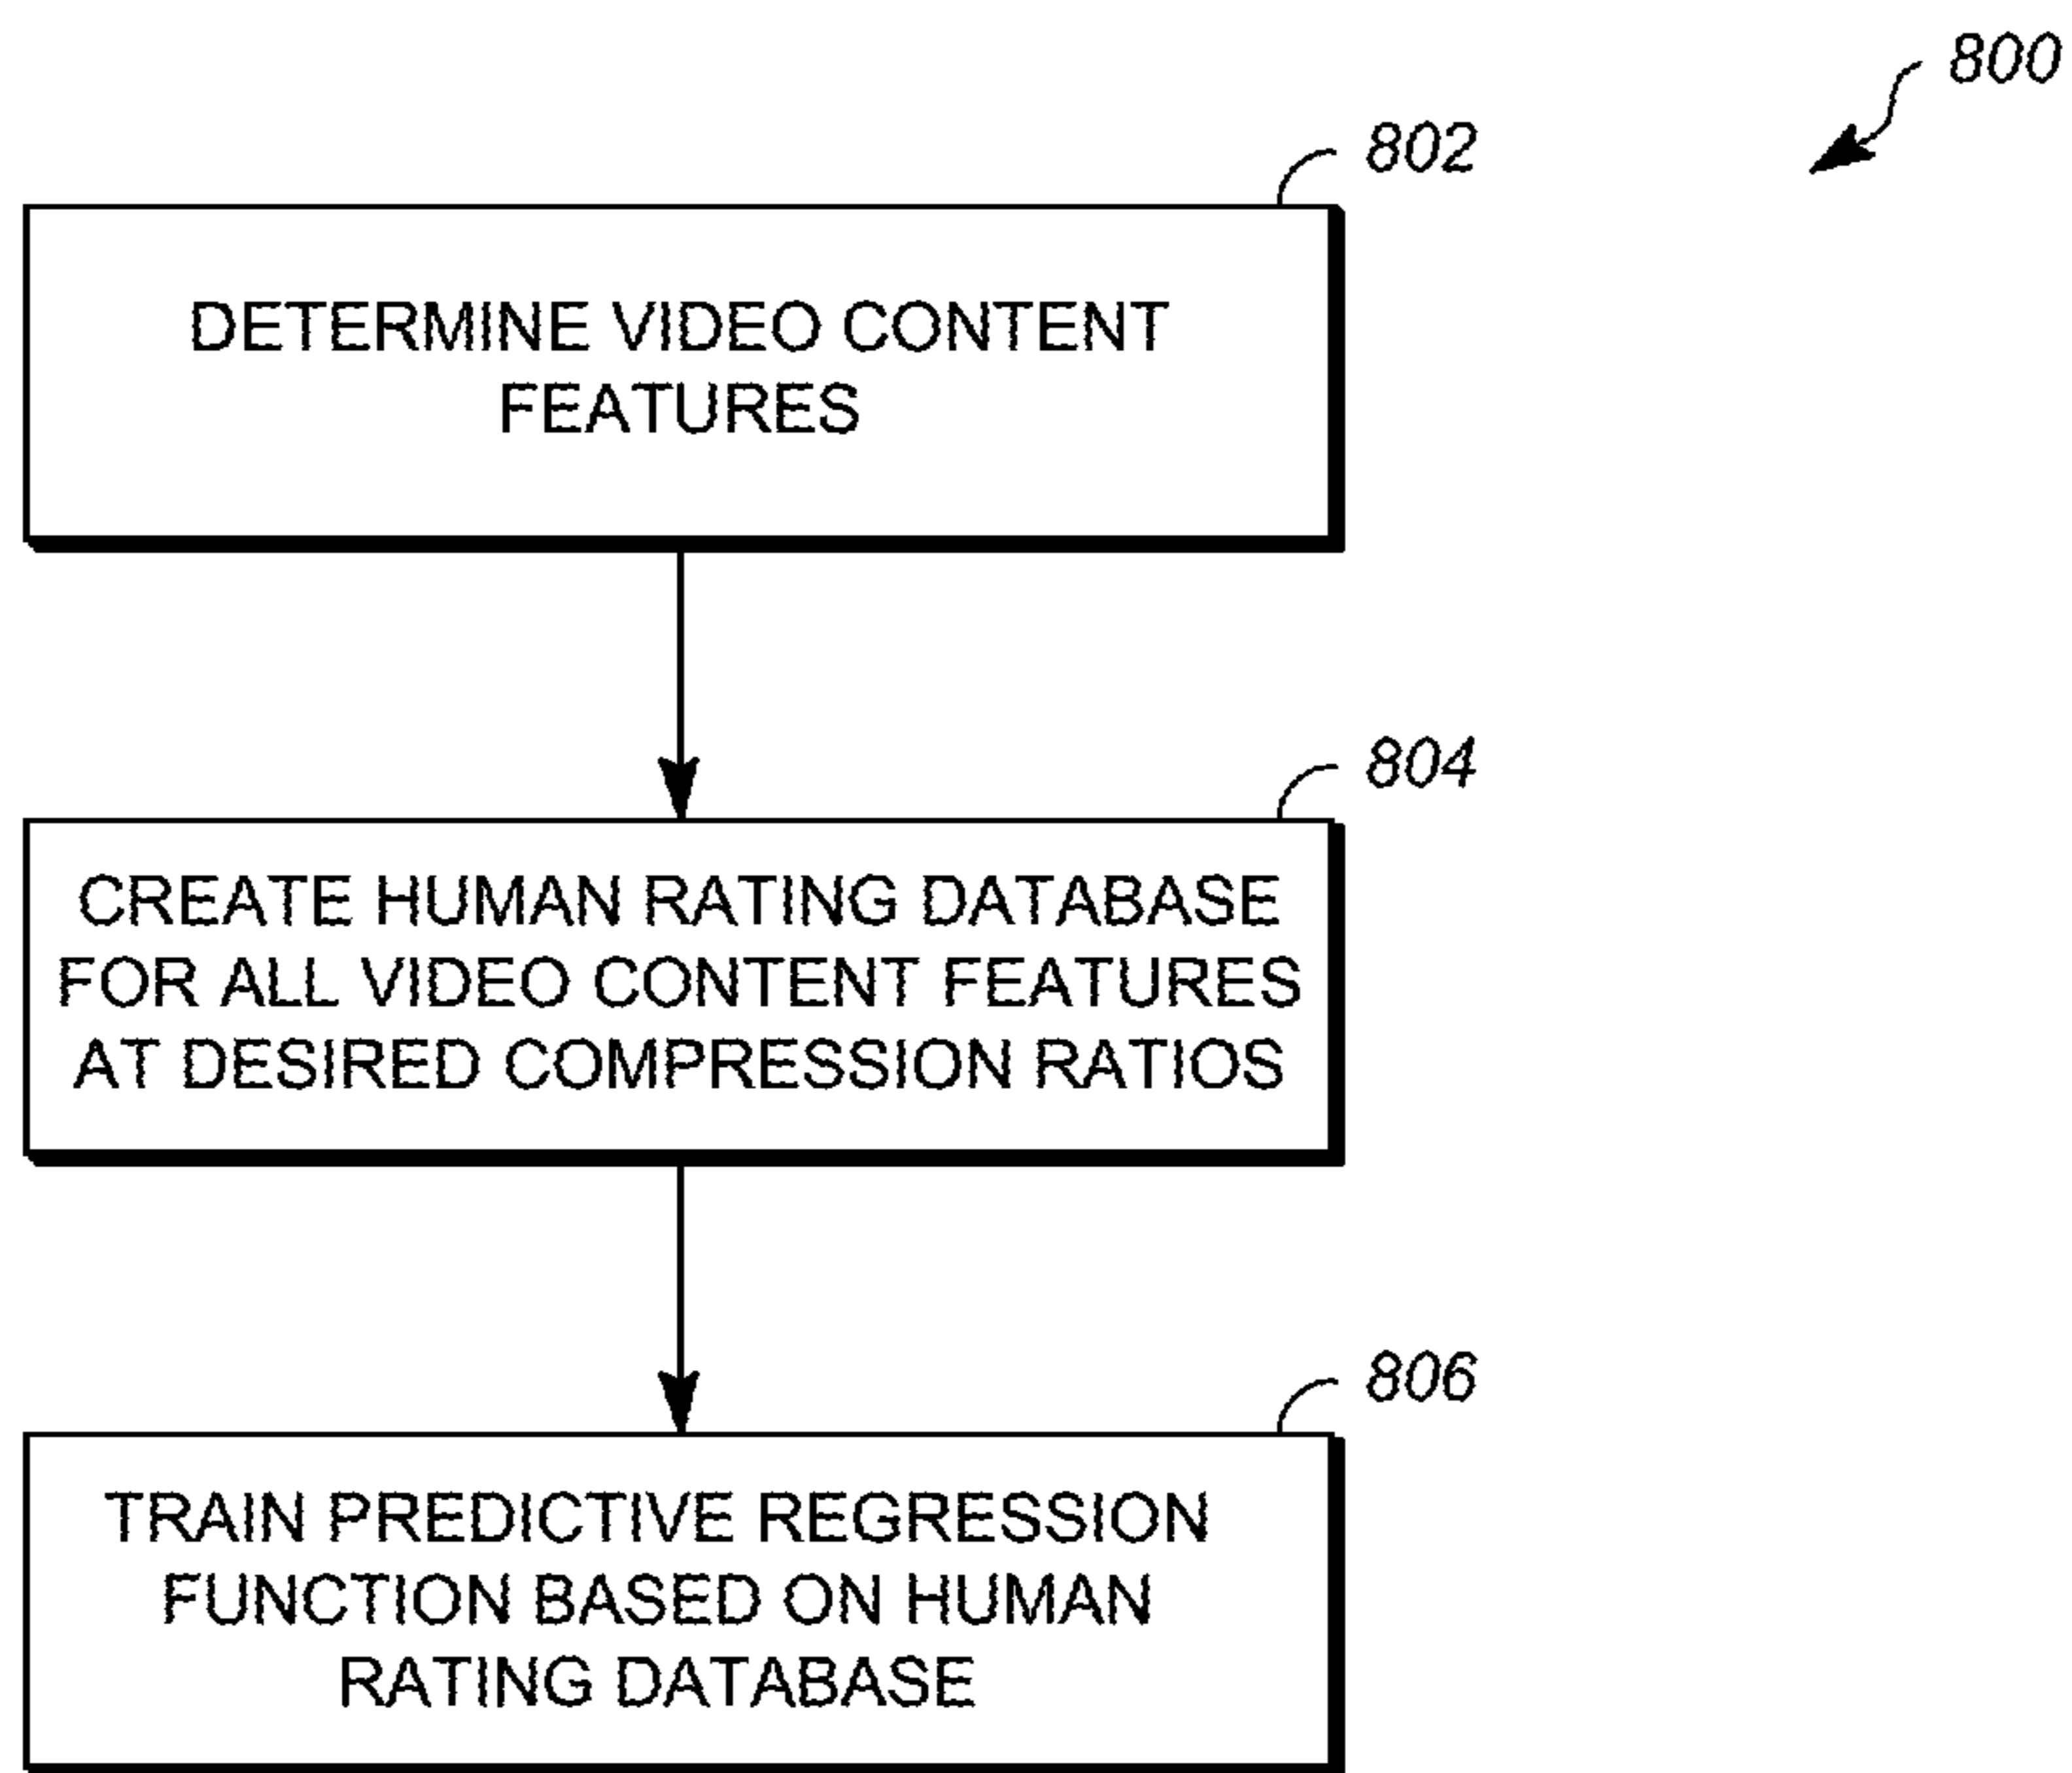 800
802
DETERMINE VIDEO CONTENT
FEATURES
804
CREATE HUMAN RATING DATABASE
FOR ALL VIDEO CONTENT FEATURES
AT DESIRED COMPRESSION RATIOS
806
TRAIN PREDICTIVE REGRESSION
FUNCTION BASED ON HUMAN
RATING DATABASE